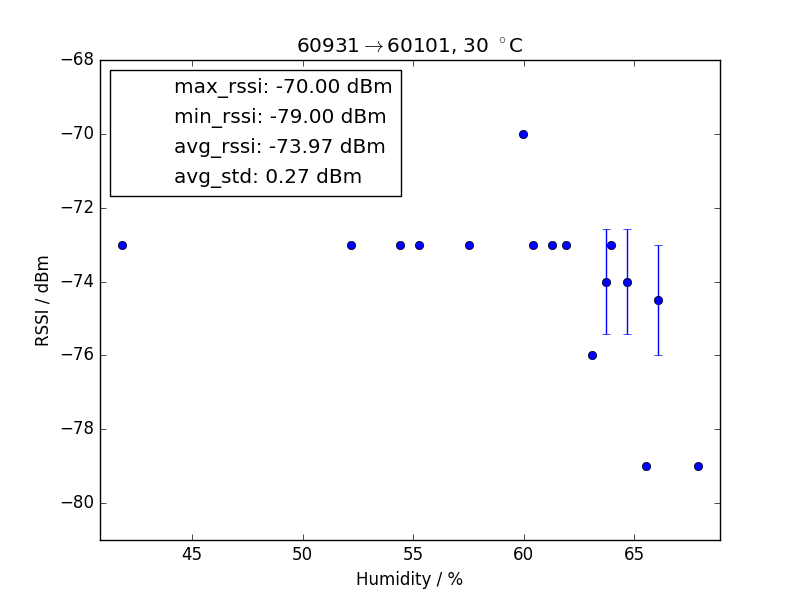 60931→60101, 30 °C
max_rssi: -70.00 dBm
min_rssi: -79.00 dBm
avg_rssi: -73.97 dBm
avg_std: 0.27 dBm
RSSI / dBm
−68
−70
−72
−74
−76
−78
−80
45 50 55 60 65
Humidity / %